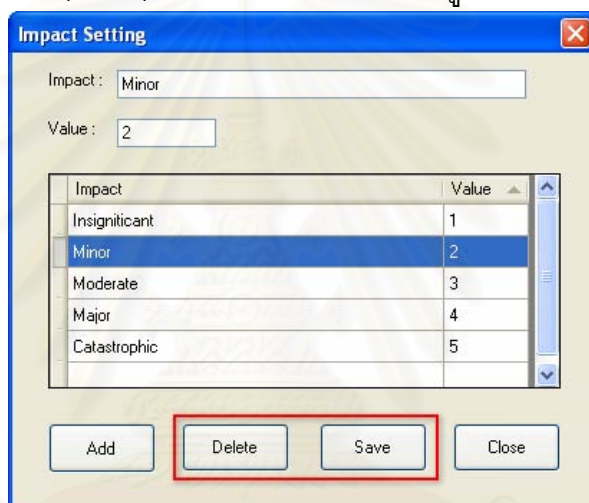 Impact Setting
Impact : Minor
Value : 2
Impact Value
Insigniticant 1
Minor 2
Moderate 3
Major 4
Catastrophic 5
Add Delete Save Close